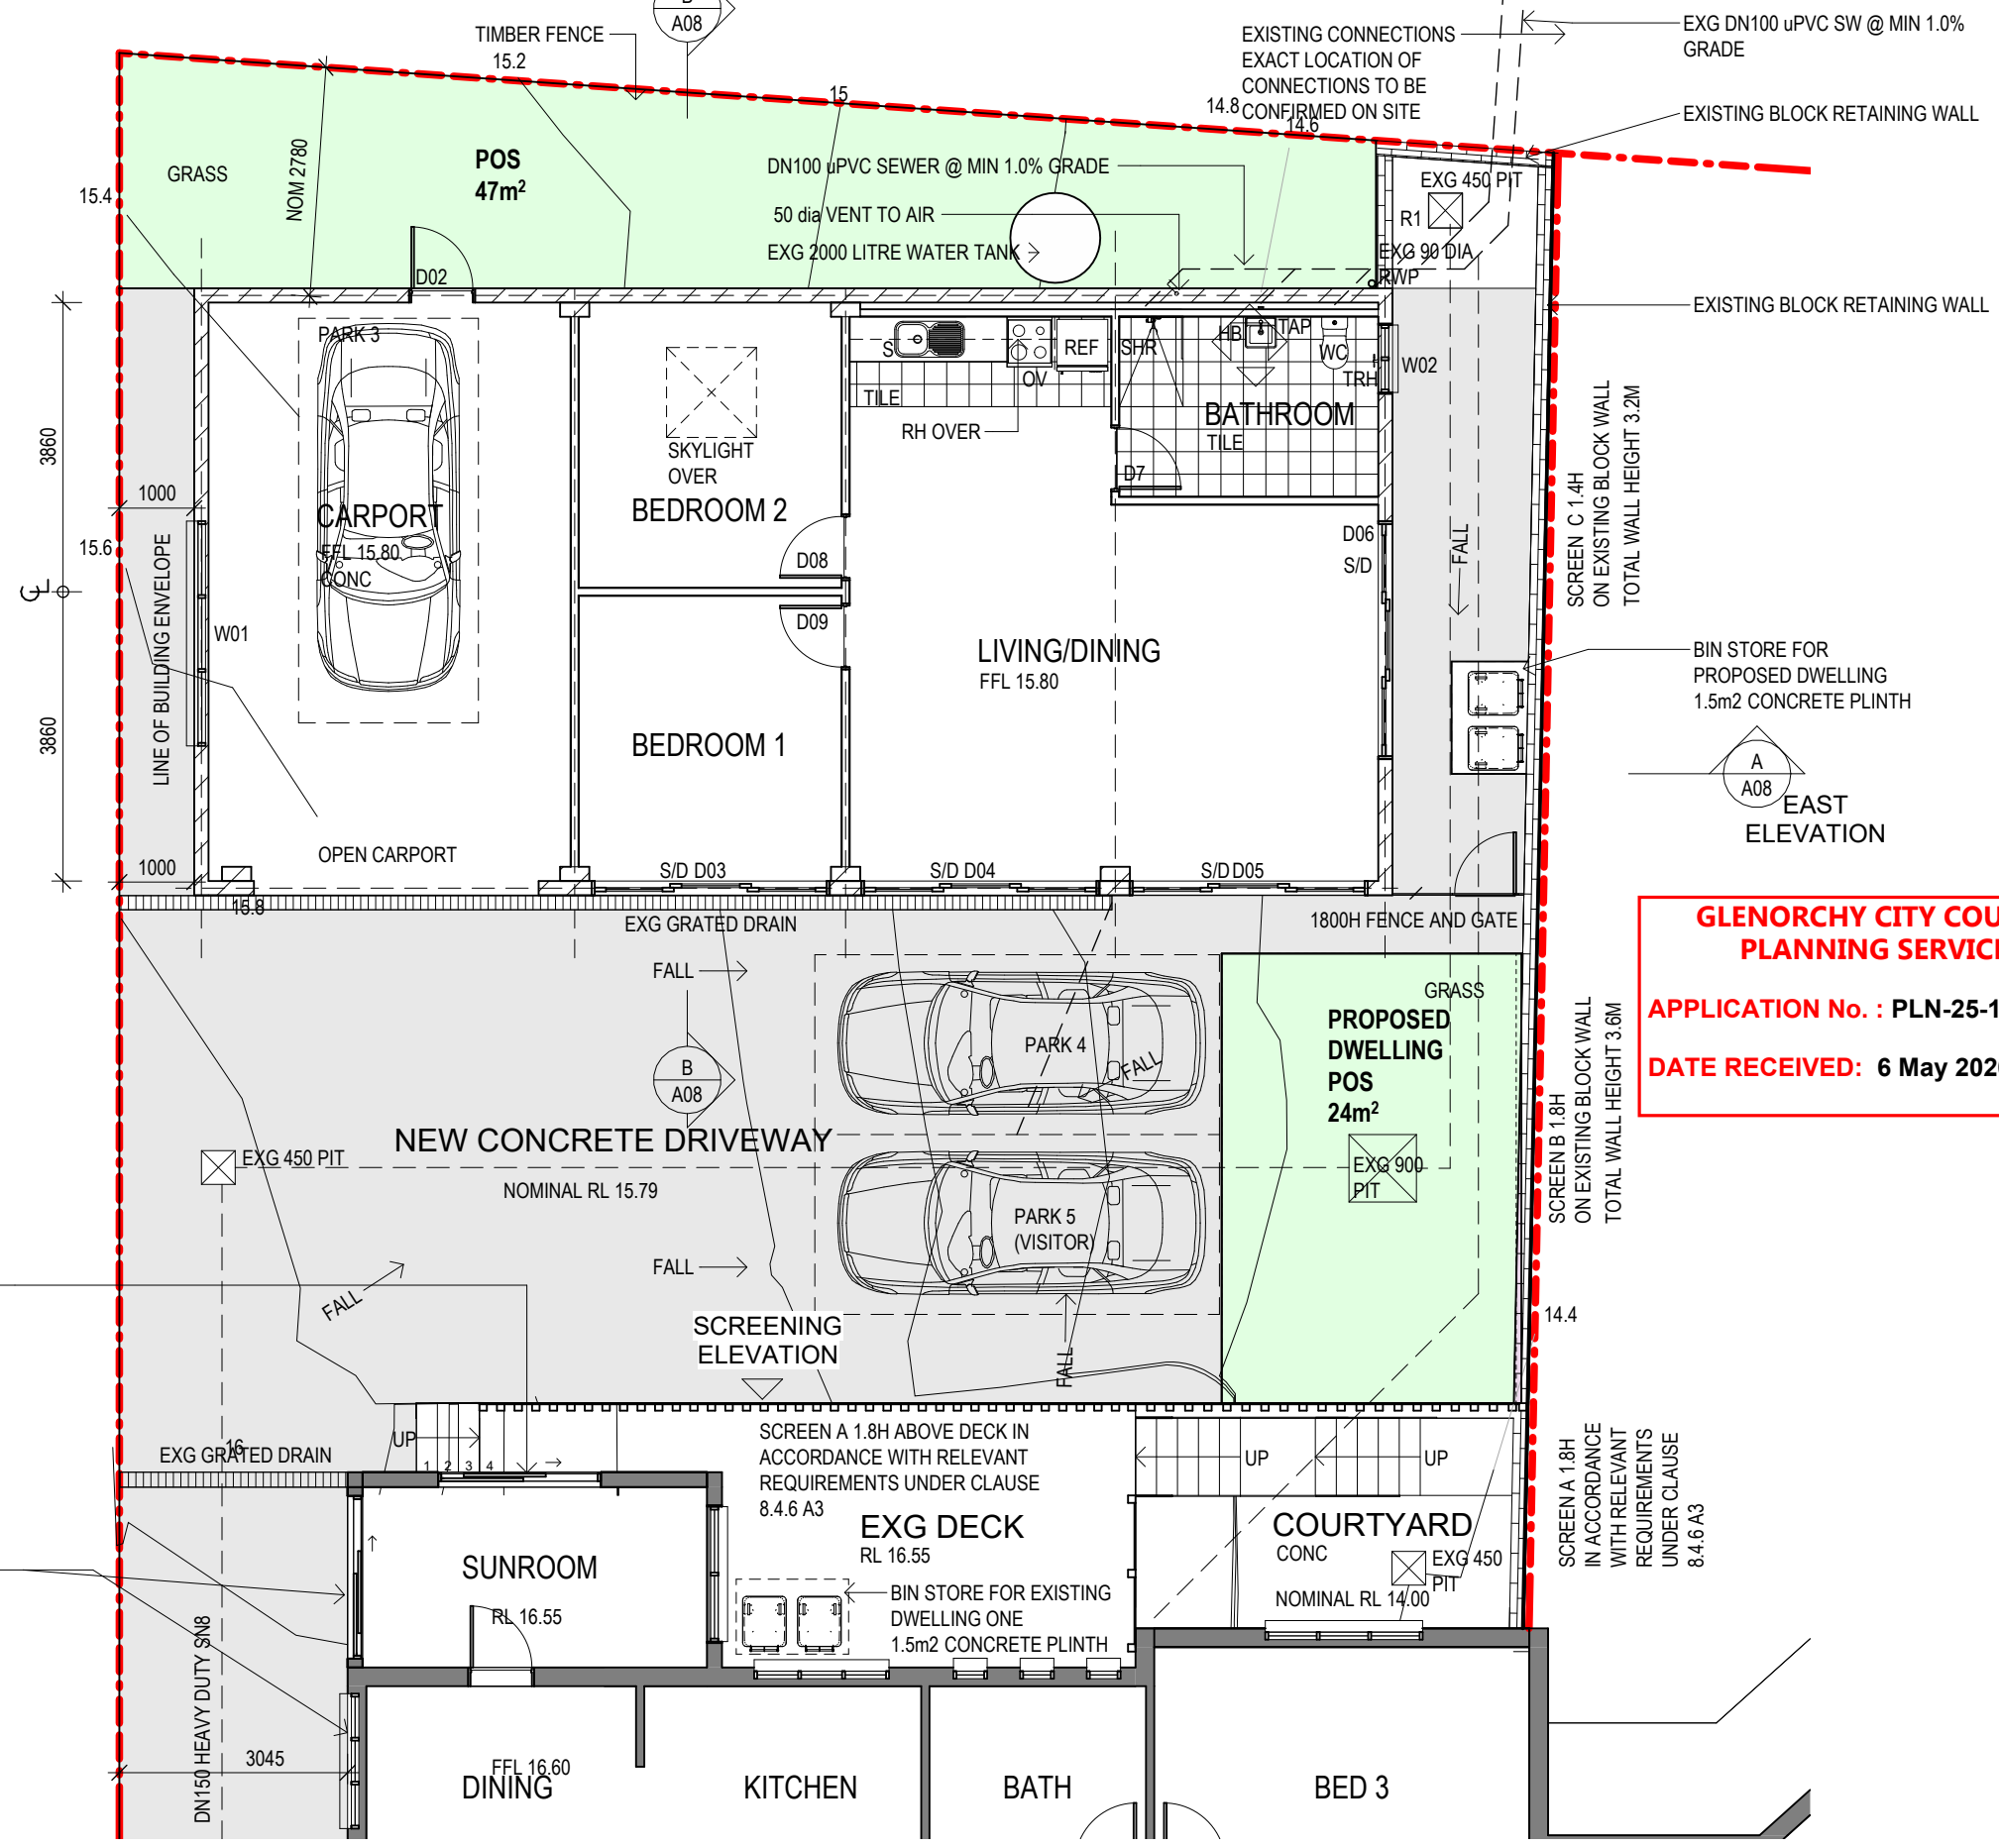 A08
TIMBER FENCE
15.2
EXISTING CONNECTIONS
EXACT LOCATION OF
CONNECTIONS TO BE
CONFIRMED ON SITE
EXG DN100 uPVC SW @ MIN 1.0%
GRADE
15
14.8
14.6
EXISTING BLOCK RETAINING WALL
GRASS
NOM 2780
POS
47m²
DN100 uPVC SEWER @ MIN 1.0% GRADE
50 dia VENT TO AIR
EXG 2000 LITRE WATER TANK
EXG 450 PIT
R1
EXG 90 DIA
RWP
15.4
D02
EXISTING BLOCK RETAINING WALL
PARK 3
S
OV
REF
SHR
HB
TAP
WC
TRH
W02
TILE
RH OVER
BATHROOM
TILE
D7
SKYLIGHT
OVER
BEDROOM 2
3860
1000
CARPORT
FFL 15.80
CONC
15.6
CL
LINE OF BUILDING ENVELOPE
W01
D08
D09
D06
S/D
FALL
SCREEN C 1.4H
ON EXISTING BLOCK WALL
TOTAL WALL HEIGHT 3.2M
LIVING/DINING
FFL 15.80
BIN STORE FOR
PROPOSED DWELLING
1.5m2 CONCRETE PLINTH
3860
BEDROOM 1
A
A08
EAST
ELEVATION
OPEN CARPORT
1000
S/D D03
S/D D04
S/D D05
15.8
EXG GRATED DRAIN
1800H FENCE AND GATE
GLENORCHY CITY COU
PLANNING SERVIC
APPLICATION No. : PLN-25-1
DATE RECEIVED: 6 May 202
FALL
GRASS
PROPOSED
DWELLING
POS
24m²
PARK 4
FALL
B
A08
NEW CONCRETE DRIVEWAY
EXG 450 PIT
NOMINAL RL 15.79
EXG 900
PIT
SCREEN B 1.8H
ON EXISTING BLOCK WALL
TOTAL WALL HEIGHT 3.6M
PARK 5
(VISITOR)
FALL
FALL
FALL
14.4
SCREENING
ELEVATION
16
EXG GRATED DRAIN
UP
1 2 3 4
SCREEN A 1.8H ABOVE DECK IN
ACCORDANCE WITH RELEVANT
REQUIREMENTS UNDER CLAUSE
8.4.6 A3
UP
UP
SCREEN A 1.8H
IN ACCORDANCE
WITH RELEVANT
REQUIREMENTS
UNDER CLAUSE
8.4.6 A3
EXG DECK
RL 16.55
COURTYARD
CONC
EXG 450
PIT
NOMINAL RL 14.00
SUNROOM
RL 16.55
BIN STORE FOR EXISTING
DWELLING ONE
1.5m2 CONCRETE PLINTH
DN150 HEAVY DUTY SN8
3045
FFL 16.60
DINING
KITCHEN
BATH
BED 3